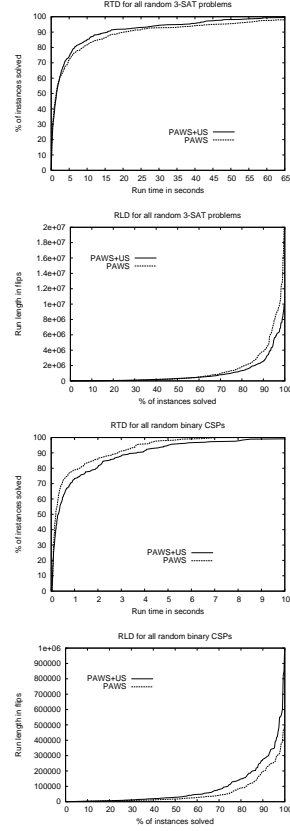 RTD for all random 3-SAT problems
100
90
80
70
60
50
40
30
20
10
0
% of instances solved
PAWS+US
PAWS
0 5 10 15 20 25 30 35 40 45 50 55 60 65
Run time in seconds
RLD for all random 3-SAT problems
2e+07
1.8e+07
1.6e+07
1.4e+07
1.2e+07
1e+07
8e+06
6e+06
4e+06
2e+06
0
Run length in flips
PAWS+US
PAWS
0 10 20 30 40 50 60 70 80 90 100
% of instances solved
RTD for all random binary CSPs
100
90
80
70
60
50
40
30
20
10
0
% of instances solved
PAWS+US
PAWS
0 1 2 3 4 5 6 7 8 9 10
Run time in seconds
RLD for all random binary CSPs
1e+06
900000
800000
700000
600000
500000
400000
300000
200000
100000
0
Run length in flips
PAWS+US
PAWS
0 10 20 30 40 50 60 70 80 90 100
% of instances solved